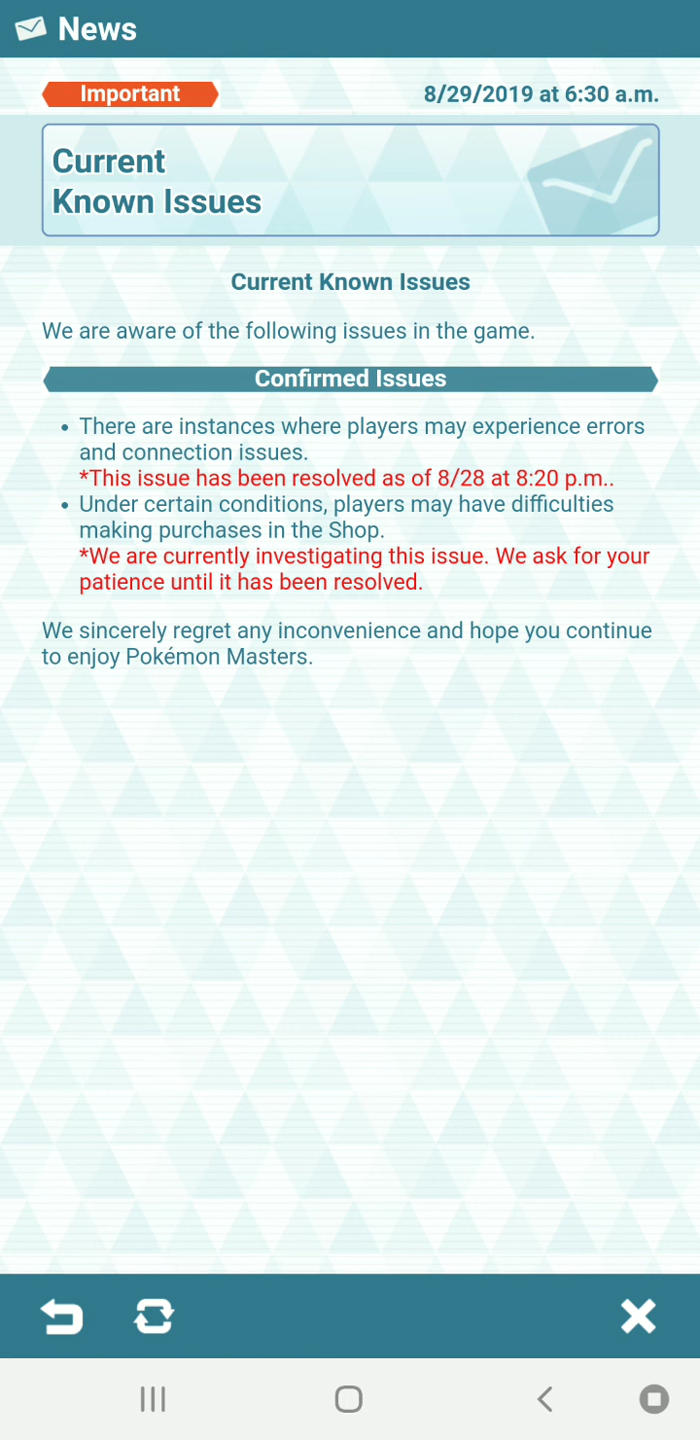 News
Important
8/29/2019 at 6:30 a.m.
Current
Known Issues
Current Known Issues
We are aware of the following issues in the game.
Confirmed Issues
• There are instances where players may experience errors
and connection issues.
*This issue has been resolved as of 8/28 at 8:20 p.m..
• Under certain conditions, players may have difficulties
making purchases in the Shop.
*We are currently investigating this issue. We ask for your
patience until it has been resolved.
We sincerely regret any inconvenience and hope you continue
to enjoy Pokémon Masters.